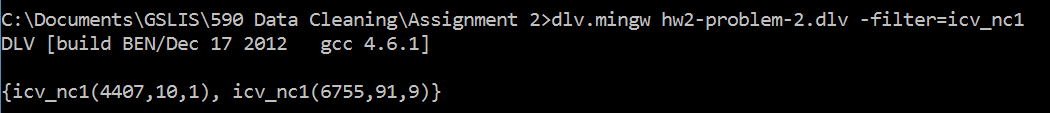 C:\Documents\GSLIS\590 Data Cleaning\Assignment 2>dlv.mingw hw2-problem-2.dlv -filter=icv_nc1
DLV [build BEN/Dec 17 2012   gcc 4.6.1]
{icv_nc1(4407,10,1), icv_nc1(6755,91,9)}